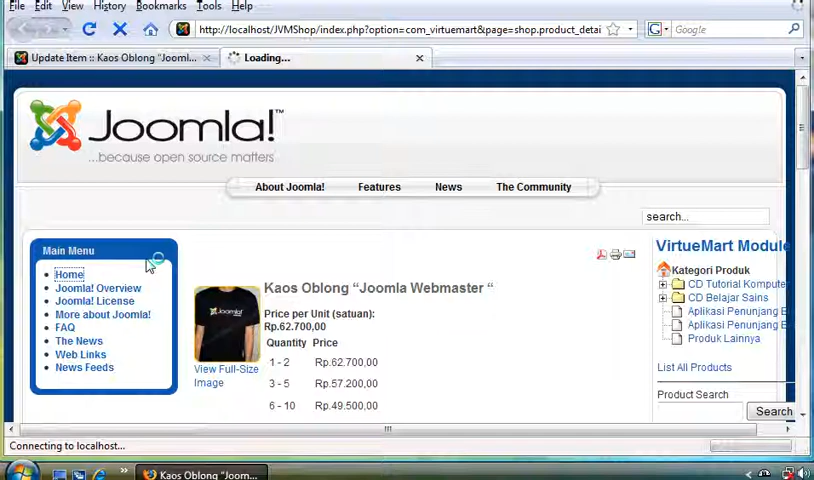 File Edit View History Bookmarks Tools Help
http://localhost/JVMShop/index.php?option=com_virtuemart&page=shop.product_detai
Google
Update Item :: Kaos Oblong "Jooml...
Loading...
Joomla!™
...because open source matters
About Joomla! Features News The Community
search...
Main Menu
Home
Joomla! Overview
Joomla! License
More about Joomla!
FAQ
The News
Web Links
News Feeds
Kaos Oblong “Joomla Webmaster “
Price per Unit (satuan):
Rp.62.700,00
Quantity Price
1 - 2 Rp.62.700,00
3 - 5 Rp.57.200,00
6 - 10 Rp.49.500,00
View Full-Size
Image
VirtueMart Module
Kategori Produk
CD Tutorial Kompute
CD Belajar Sains
Aplikasi Penunjang E
Aplikasi Penunjang E
Produk Lainnya
List All Products
Product Search
Search
Connecting to localhost...
Kaos Oblong “Joom...